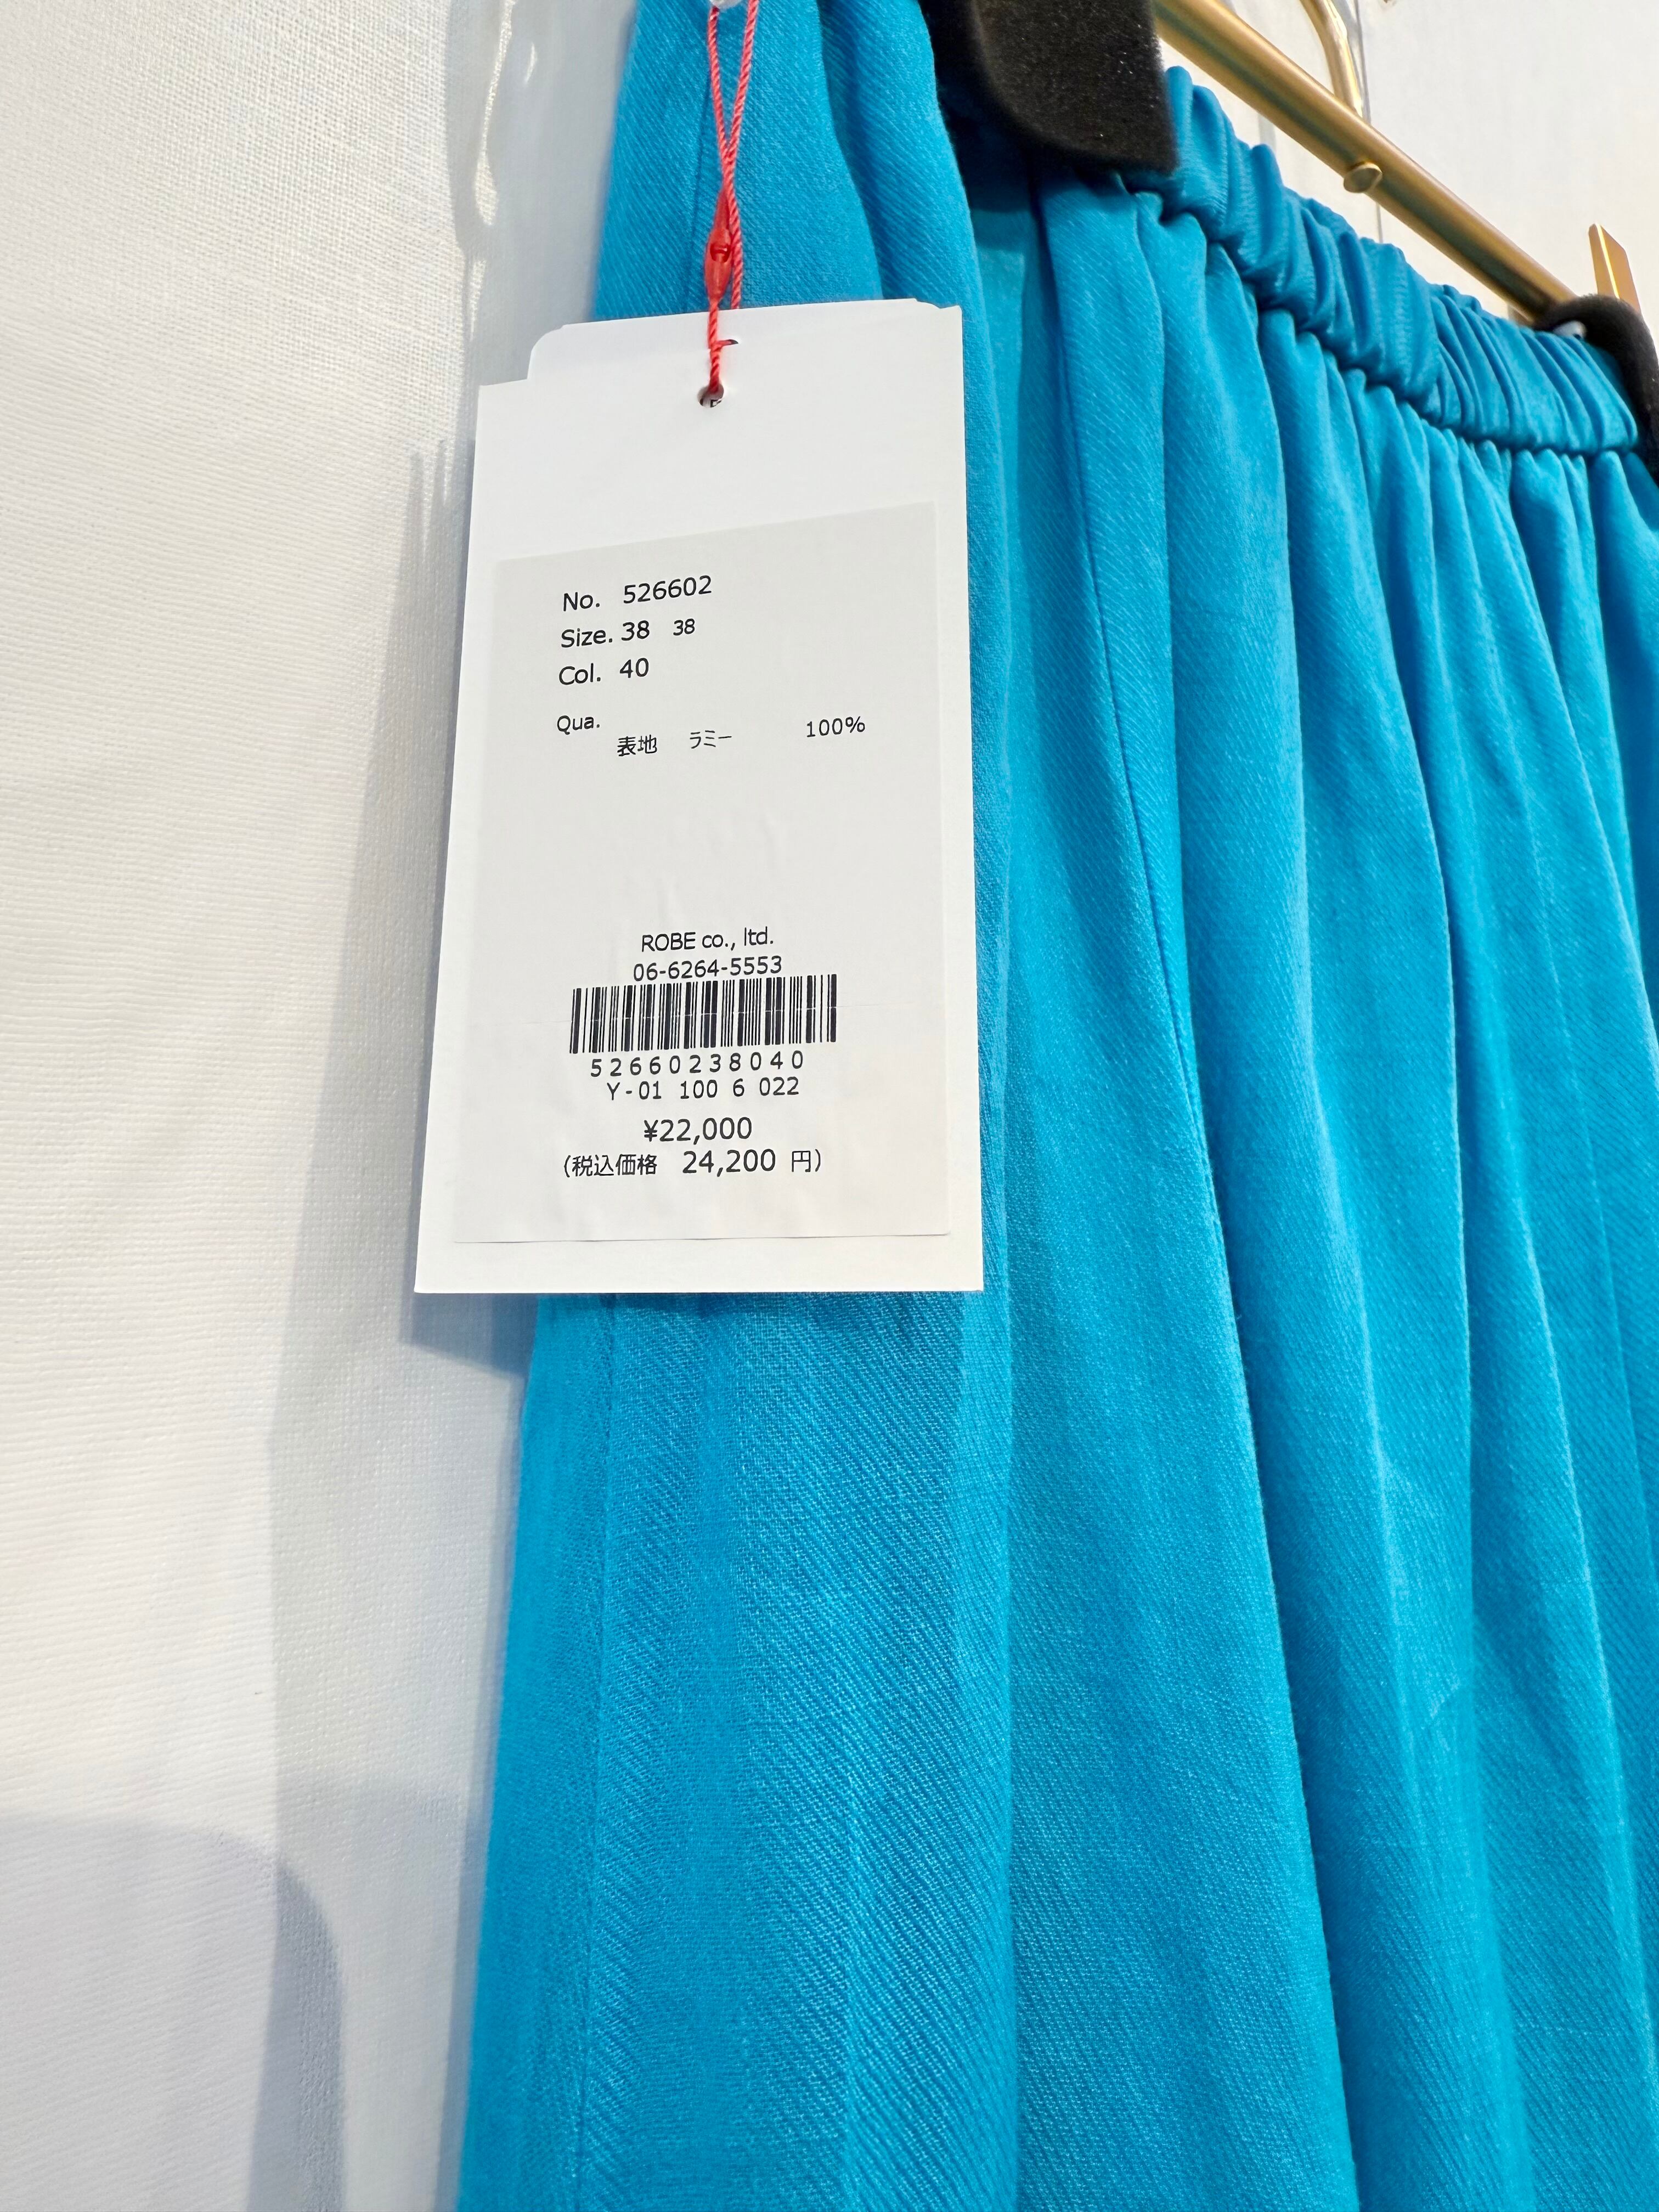 No. 526602
Size. 38 38
Col. 40
Qua.
表地 ラミー 100%
ROBE co., ltd.
06-6264-5553
52660238040
Y-01 100 6 022
¥22,000
(税込価格 24,200 円)